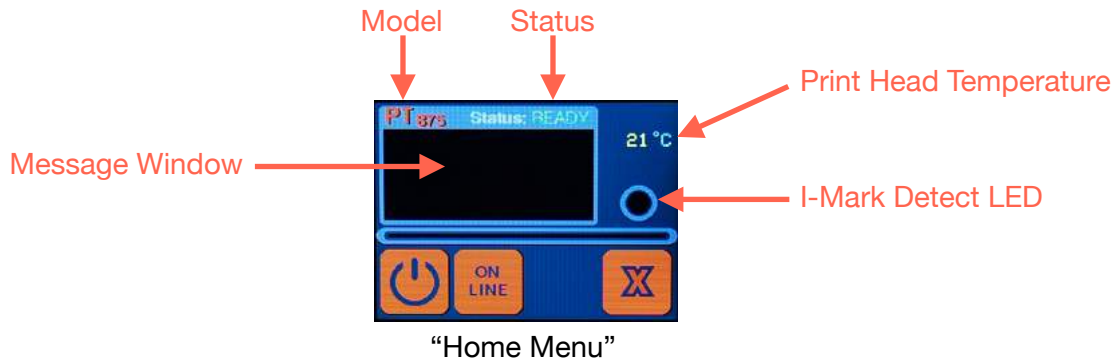 Model
Status
Print Head Temperature
PT875 Status: READY
21 °C
Message Window
I-Mark Detect LED
ON
LINE
X
“Home Menu”